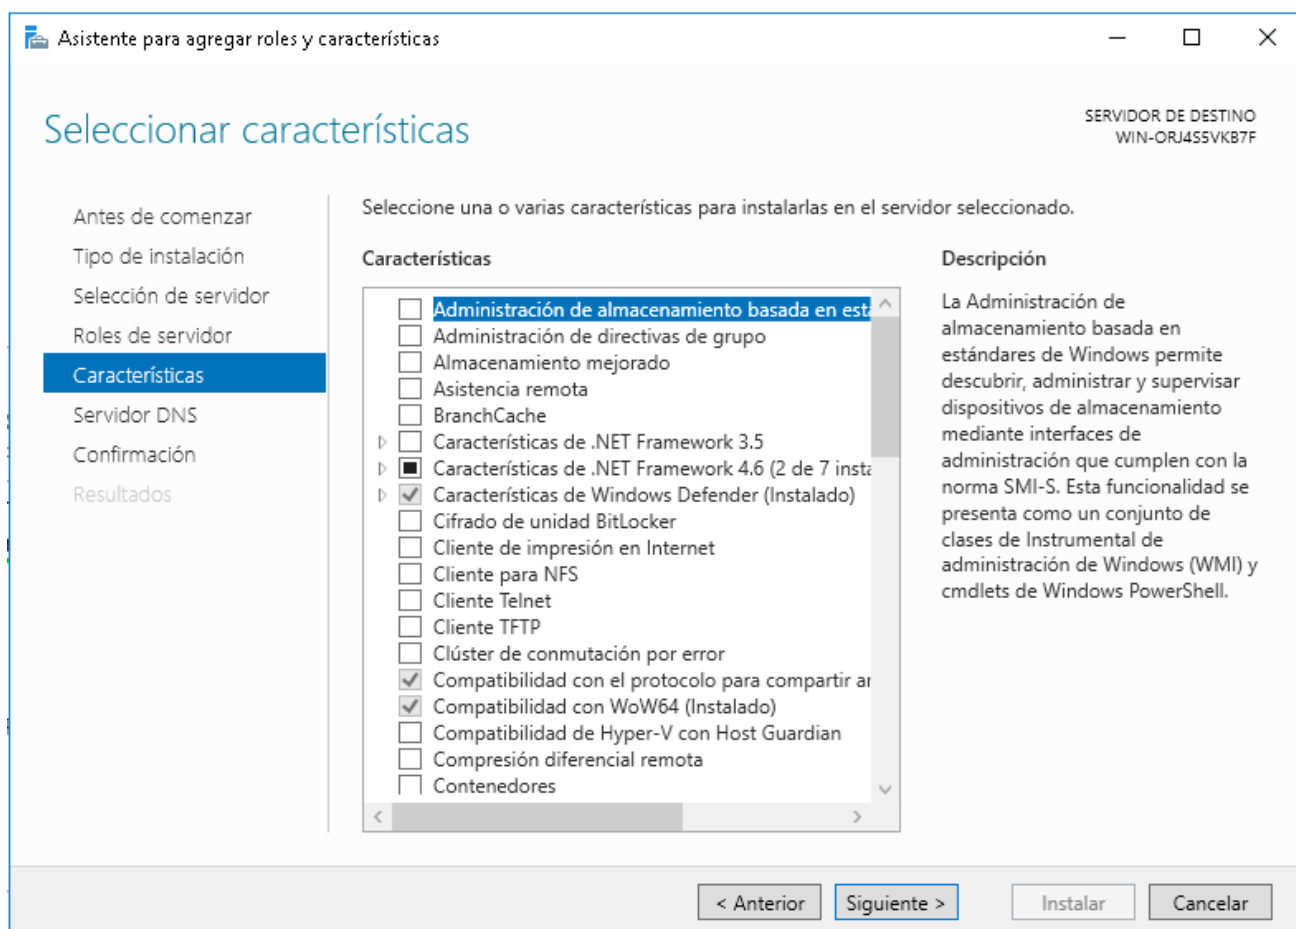 Asistente para agregar roles y características
Seleccionar características
SERVIDOR DE DESTINO
WIN-ORJ4S5VKB7F
Antes de comenzar
Tipo de instalación
Selección de servidor
Roles de servidor
Características
Servidor DNS
Confirmación
Resultados
Seleccione una o varias características para instalarlas en el servidor seleccionado.
Características
Administración de almacenamiento basada en está
Administración de directivas de grupo
Almacenamiento mejorado
Asistencia remota
BranchCache
Características de .NET Framework 3.5
Características de .NET Framework 4.6 (2 de 7 insta
Características de Windows Defender (Instalado)
Cifrado de unidad BitLocker
Cliente de impresión en Internet
Cliente para NFS
Cliente Telnet
Cliente TFTP
Clúster de conmutación por error
Compatibilidad con el protocolo para compartir ar
Compatibilidad con WoW64 (Instalado)
Compatibilidad de Hyper-V con Host Guardian
Compresión diferencial remota
Contenedores
Descripción
La Administración de
almacenamiento basada en
estándares de Windows permite
descubrir, administrar y supervisar
dispositivos de almacenamiento
mediante interfaces de
administración que cumplen con la
norma SMI-S. Esta funcionalidad se
presenta como un conjunto de
clases de Instrumental de
administración de Windows (WMI) y
cmdlets de Windows PowerShell.
< Anterior
Siguiente >
Instalar
Cancelar